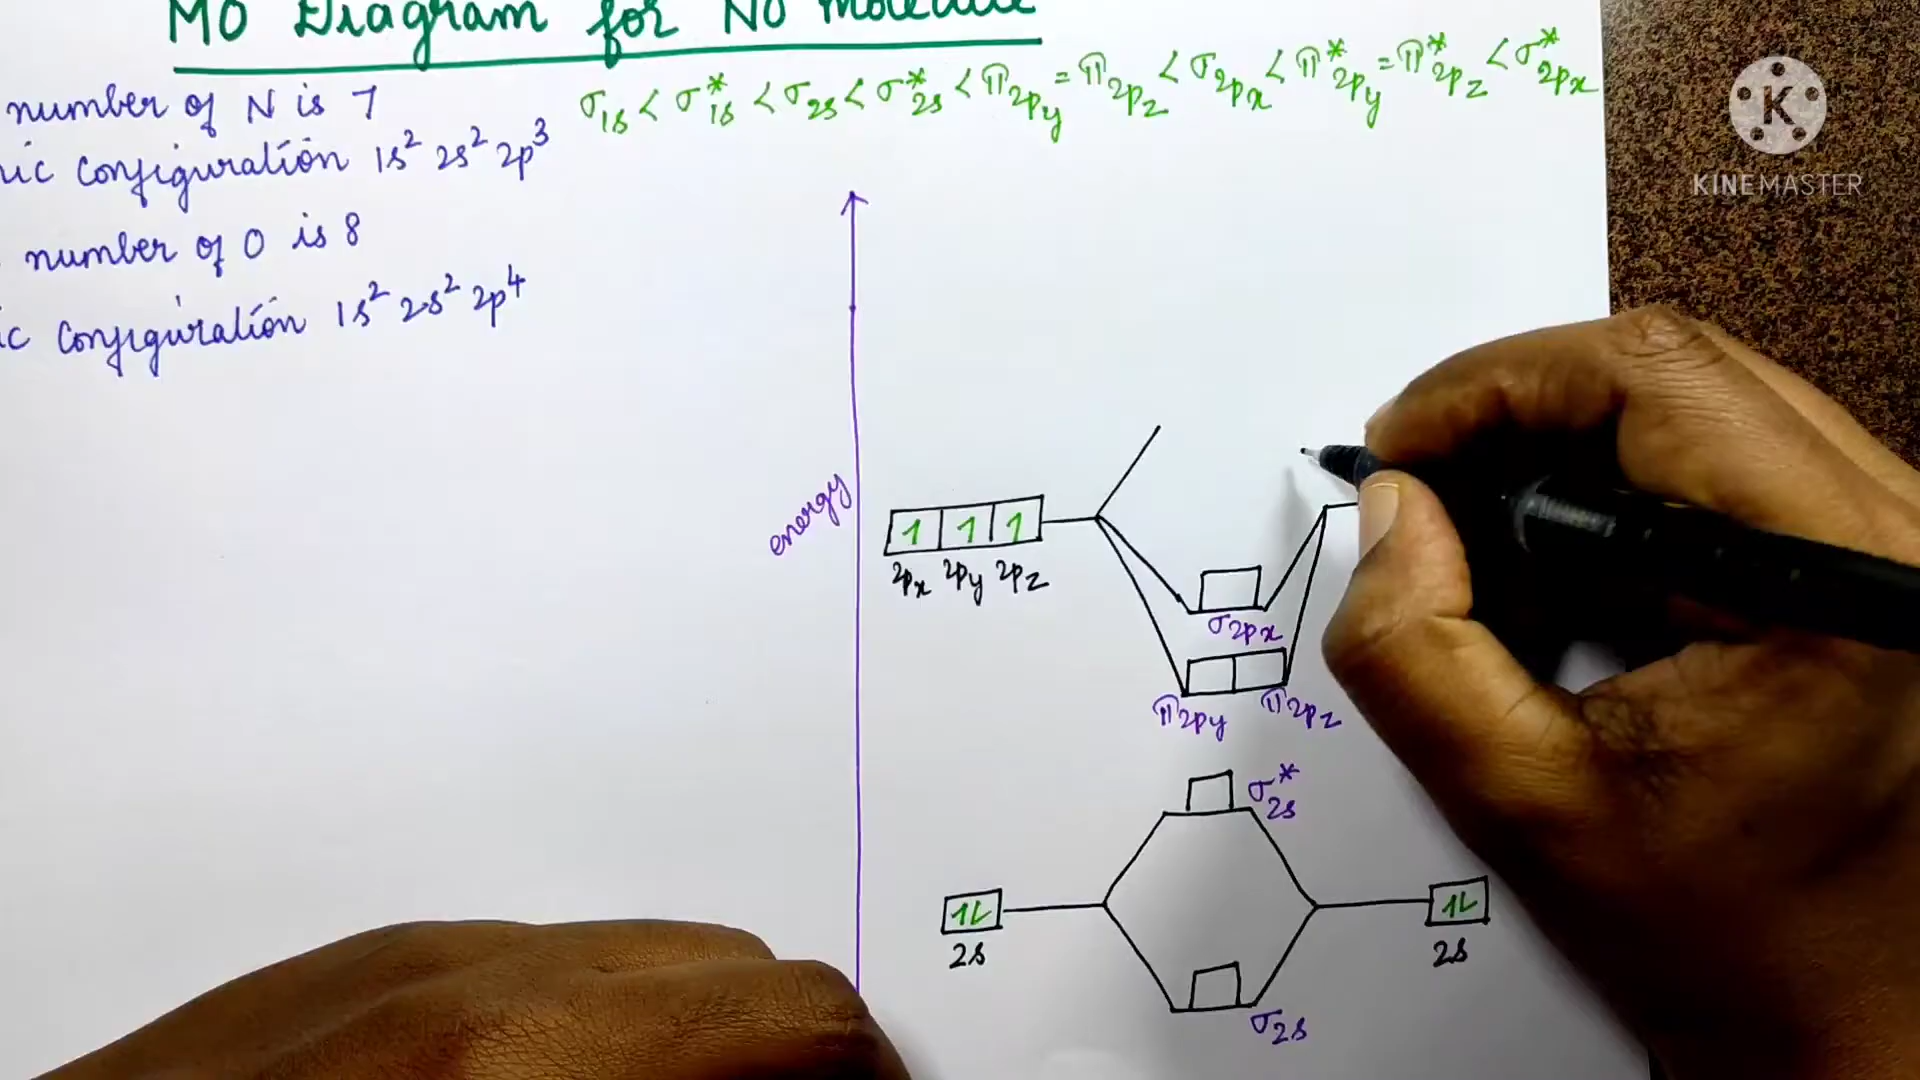 MO Diagram for NO molecule
number of N is 7
σ1s < σ*1s < σ2s < σ*2s < π2py = π2pz < σ2px < π*2py = π*2pz < σ*2px
ic configuration 1s² 2s² 2p³
number of O is 8
ic configuration 1s² 2s² 2p⁴
KINEMASTER
energy
1 1 1
2px 2py 2pz
σ2px
π2py π2pz
σ*2s
1L 1L
2s 2s
σ2s